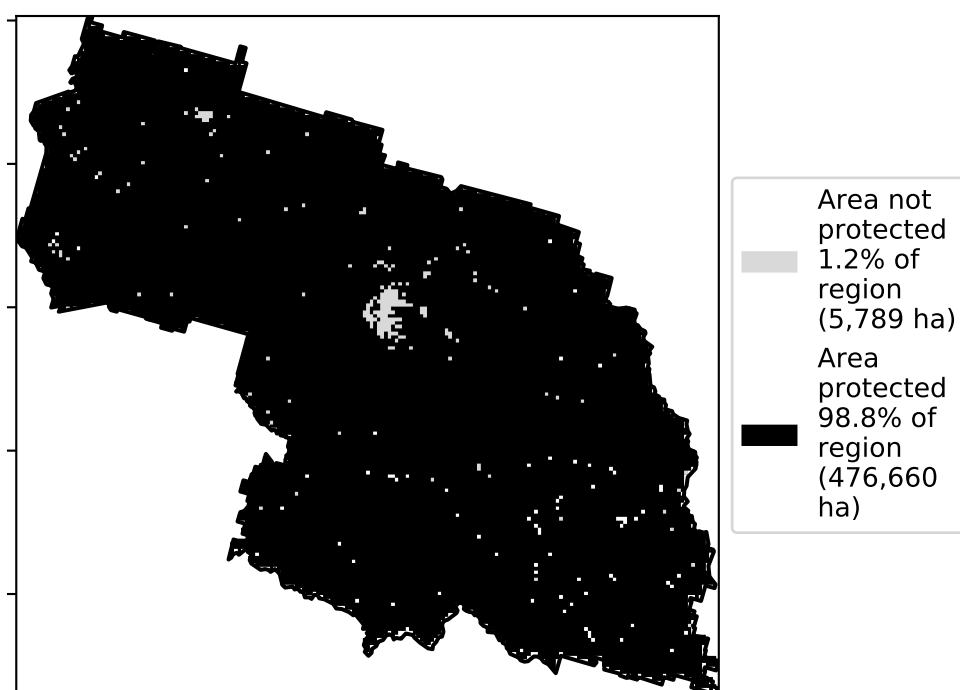 Area not
protected
1.2% of
region
(5,789 ha)
Area
protected
98.8% of
region
(476,660
ha)